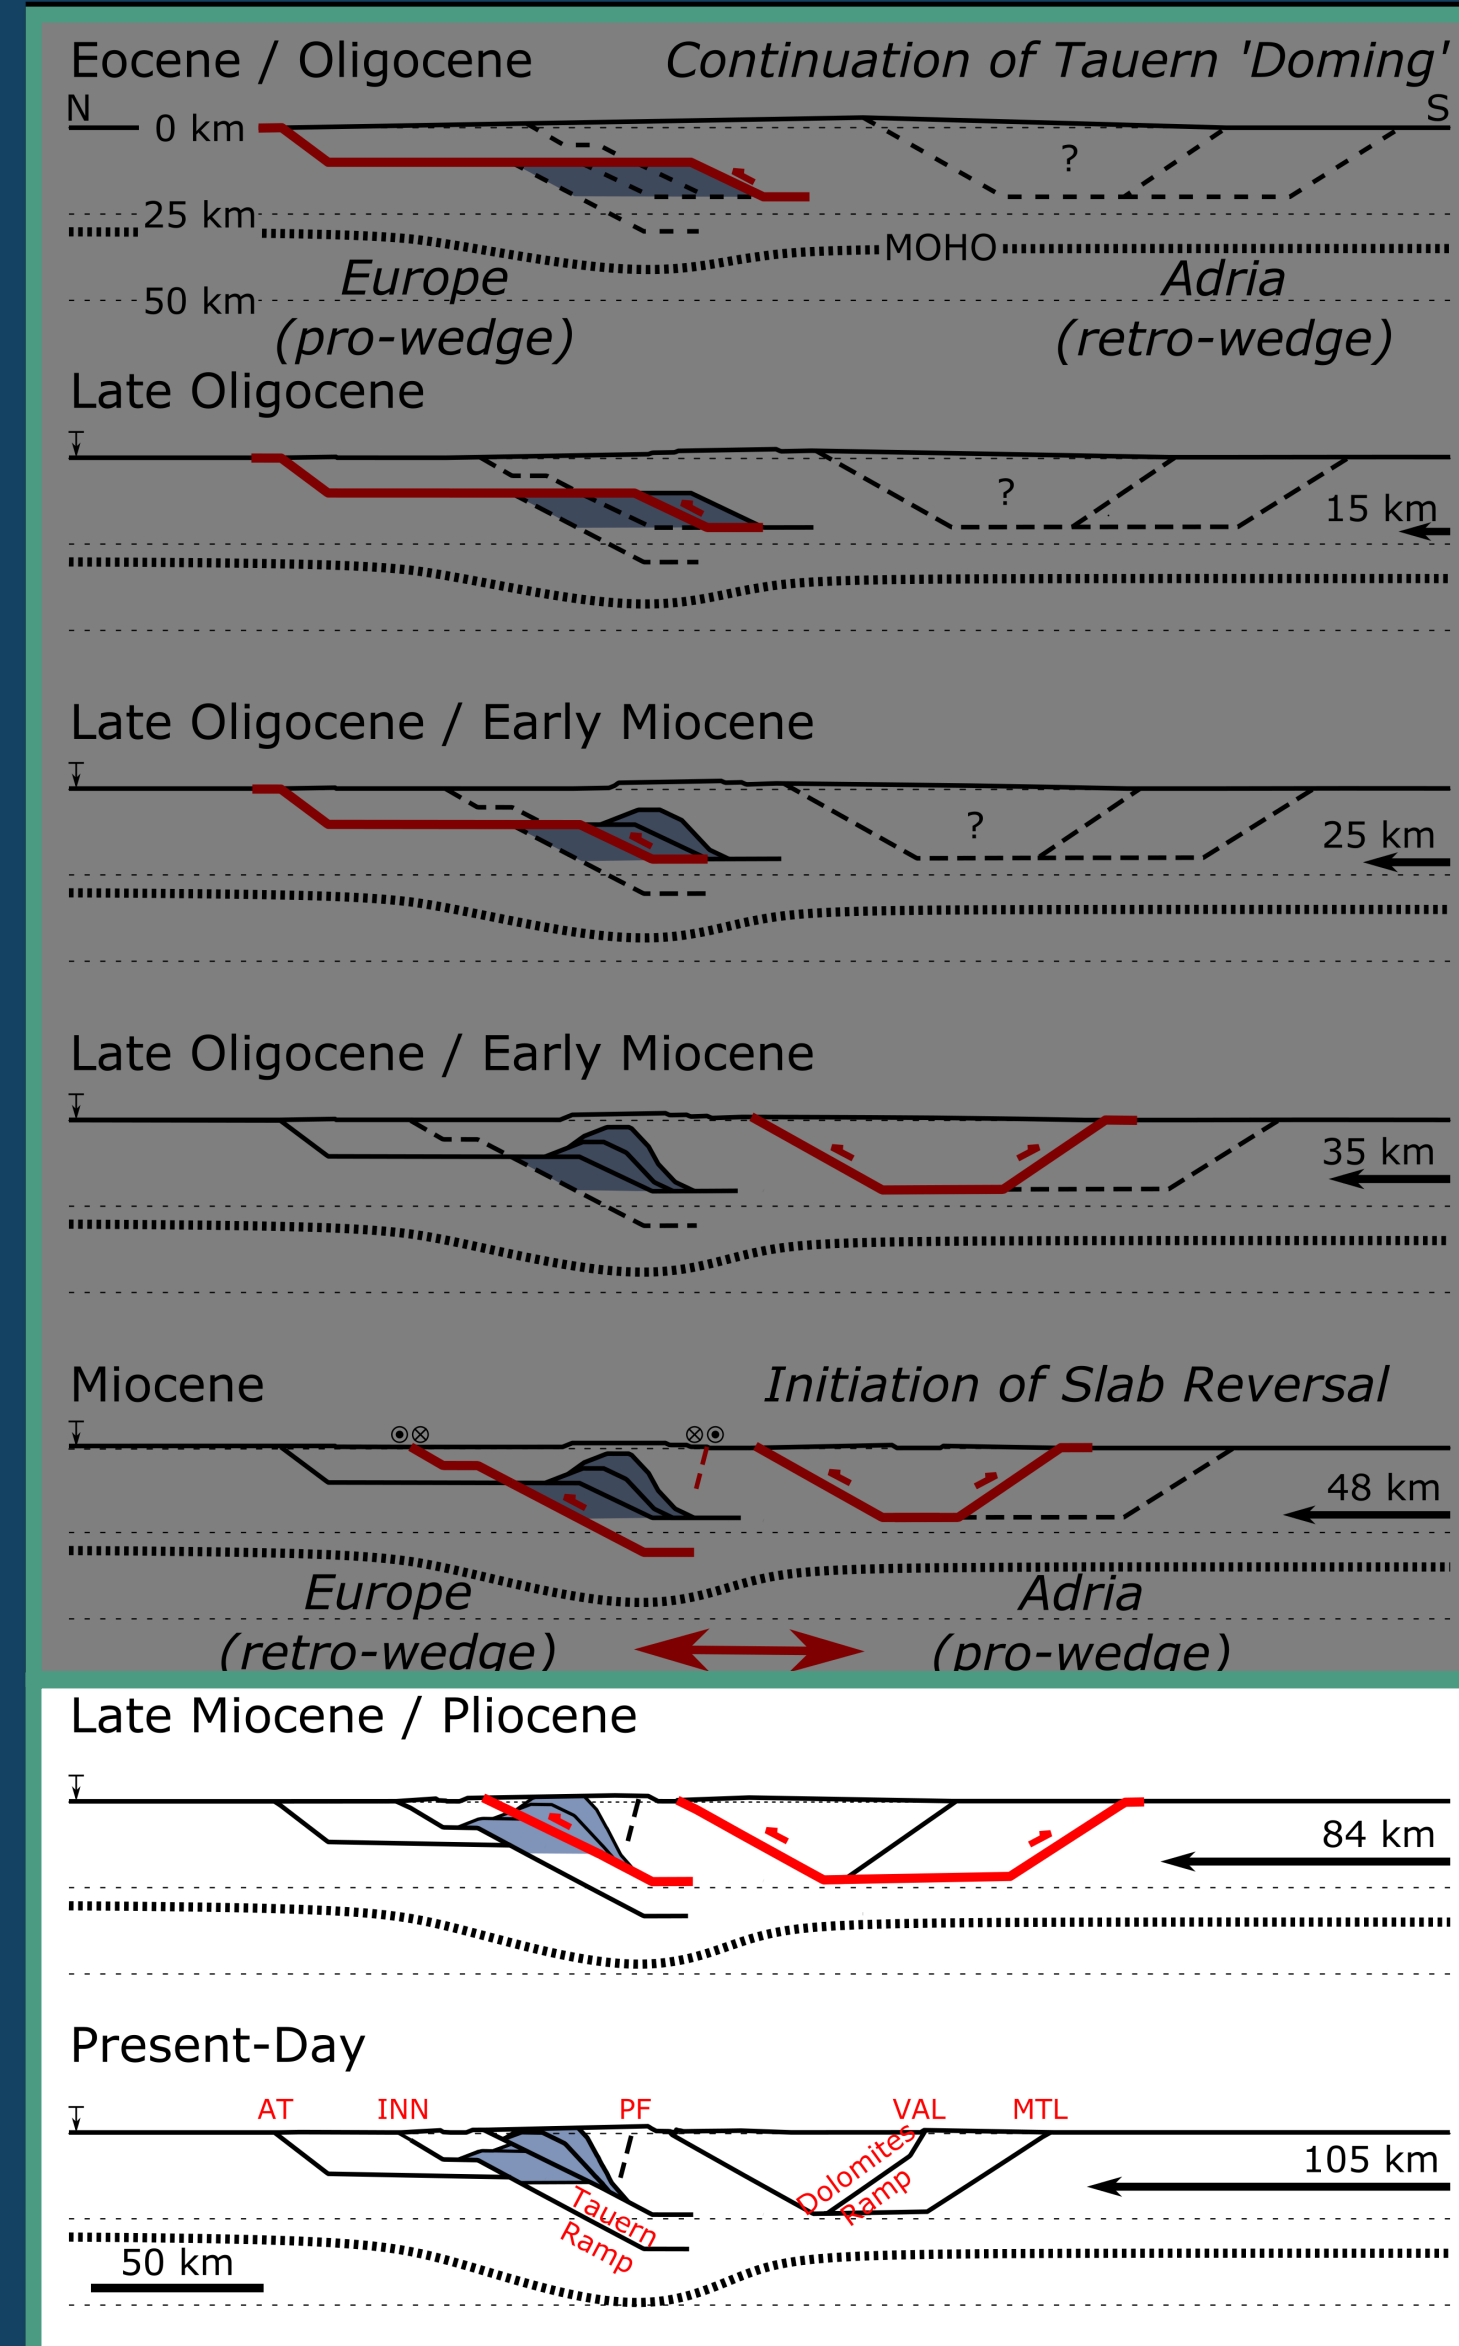 Eocene / Oligocene
Continuation of Tauern 'Doming'
N
S
0 km
?
25 km
MOHO
Europe
Adria
50 km
(pro-wedge)
(retro-wedge)
Late Oligocene
?
15 km
Late Oligocene / Early Miocene
?
25 km
Late Oligocene / Early Miocene
35 km
Miocene
Initiation of Slab Reversal
48 km
Europe
Adria
(retro-wedge)
(pro-wedge)
Late Miocene / Pliocene
84 km
Present-Day
AT
INN
PF
VAL
MTL
Dolomites
Ramp
105 km
Tauern
Ramp
50 km